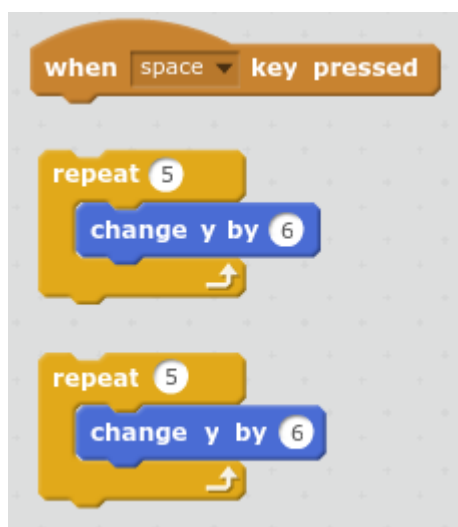 when space key pressed
repeat 5
change y by 6
repeat 5
change y by 6